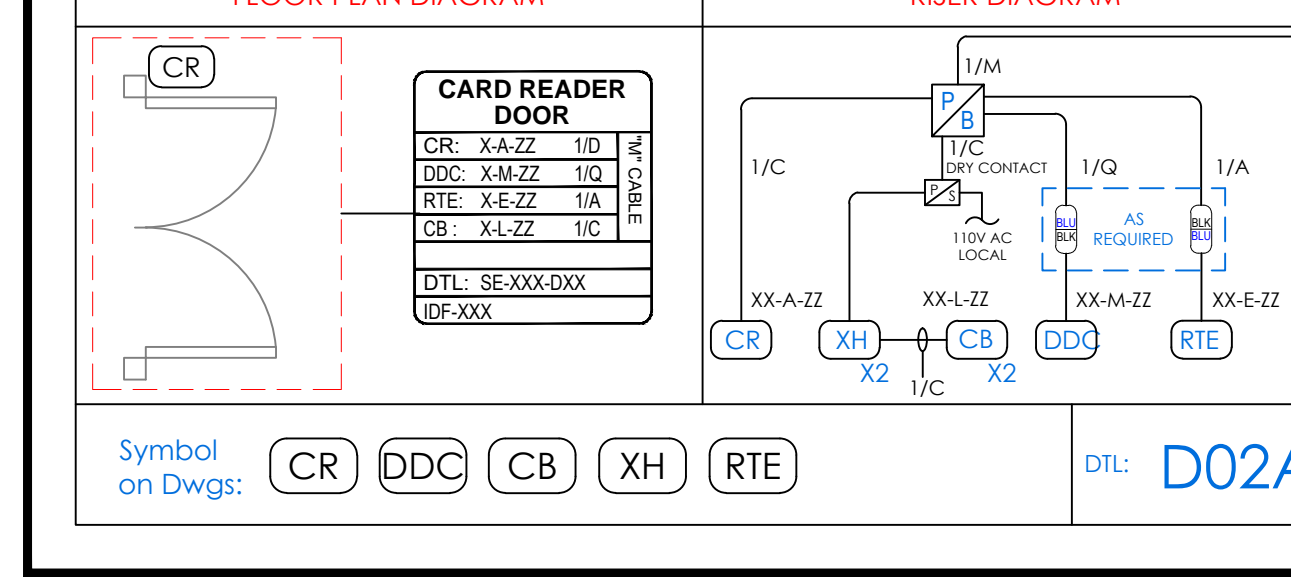 FLOOR PLAN DIAGRAM
RISER DIAGRAM
CR
CARD READER
DOOR
CR: X-A-ZZ 1/D
DDC: X-M-ZZ 1/Q
RTE: X-E-ZZ 1/A
CB : X-L-ZZ 1/C
"M" CABLE
DTL: SE-XXX-DXX
IDF-XXX
1/M
P
B
1/C
1/C
DRY CONTACT
1/Q
1/A
P
S
110V AC
LOCAL
BLU
BLK
AS
REQUIRED
BLK
BLU
XX-A-ZZ
XX-L-ZZ
XX-M-ZZ
XX-E-ZZ
CR
XH
CB
DDC
RTE
X2
1/C
X2
Symbol
on Dwgs:
CR
DDC
CB
XH
RTE
DTL:
D02A